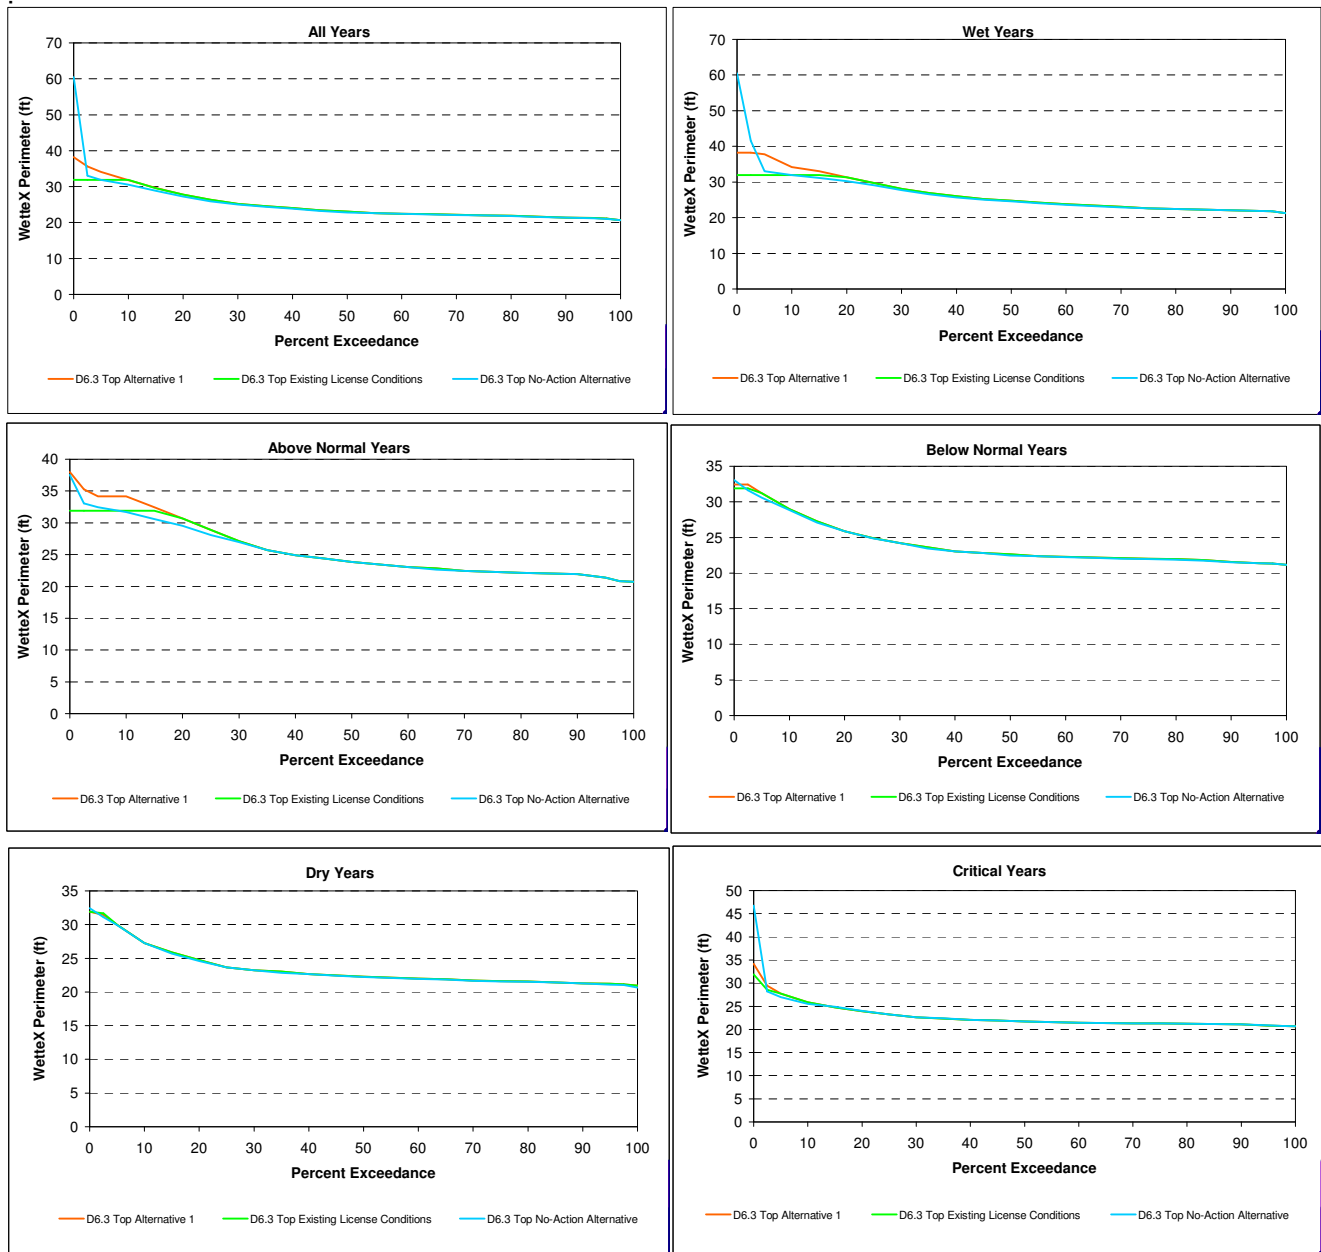 All Years
70
60
50
40
30
20
10
0
WetteX Perimeter (ft)
0 10 20 30 40 50 60 70 80 90 100
Percent Exceedance
D6.3 Top Alternative 1 D6.3 Top Existing License Conditions D6.3 Top No-Action Alternative
Wet Years
70
60
50
40
30
20
10
0
WetteX Perimeter (ft)
0 10 20 30 40 50 60 70 80 90 100
Percent Exceedance
D6.3 Top Alternative 1 D6.3 Top Existing License Conditions D6.3 Top No-Action Alternative
Above Normal Years
40
35
30
25
20
15
10
5
0
WetteX Perimeter (ft)
0 10 20 30 40 50 60 70 80 90 100
Percent Exceedance
D6.3 Top Alternative 1 D6.3 Top Existing License Conditions D6.3 Top No-Action Alternative
Below Normal Years
35
30
25
20
15
10
5
0
WetteX Perimeter (ft)
0 10 20 30 40 50 60 70 80 90 100
Percent Exceedance
D6.3 Top Alternative 1 D6.3 Top Existing License Conditions D6.3 Top No-Action Alternative
Dry Years
35
30
25
20
15
10
5
0
WetteX Perimeter (ft)
0 10 20 30 40 50 60 70 80 90 100
Percent Exceedance
D6.3 Top Alternative 1 D6.3 Top Existing License Conditions D6.3 Top No-Action Alternative
Critical Years
50
45
40
35
30
25
20
15
10
5
0
WetteX Perimeter (ft)
0 10 20 30 40 50 60 70 80 90 100
Percent Exceedance
D6.3 Top Alternative 1 D6.3 Top Existing License Conditions D6.3 Top No-Action Alternative